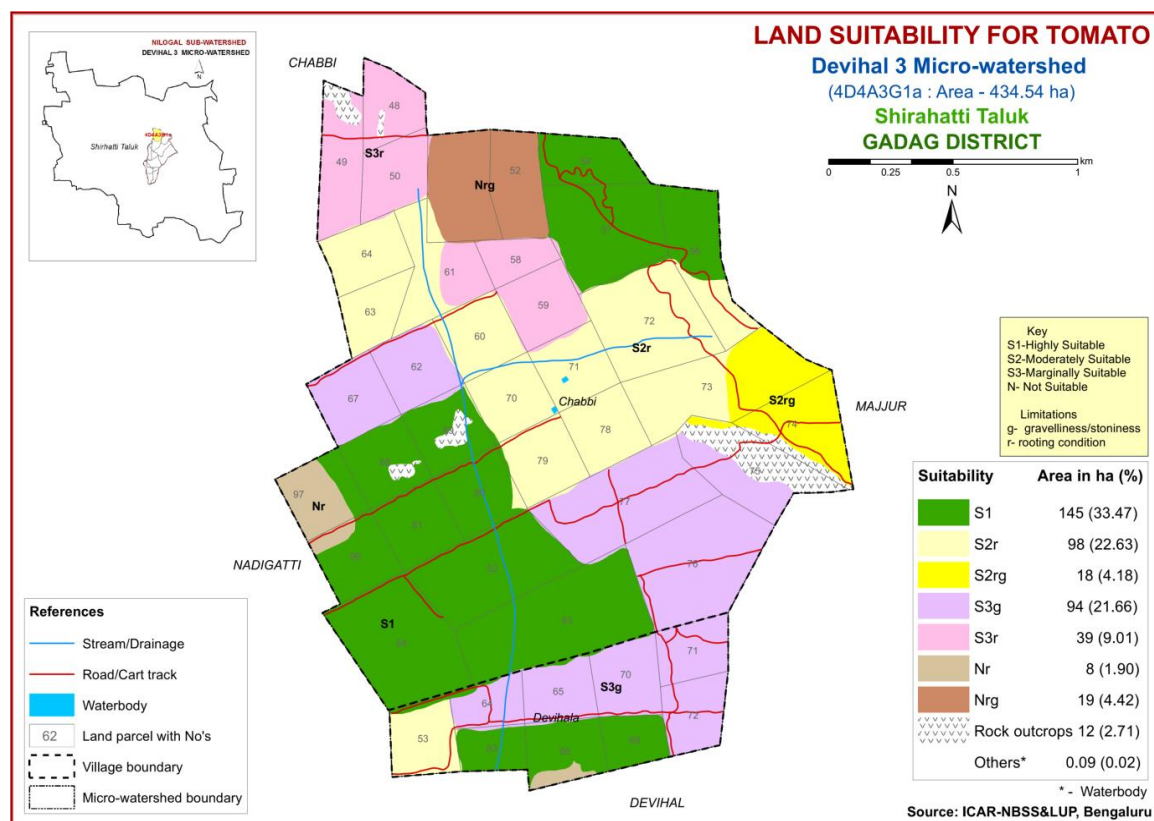 LAND SUITABILITY FOR TOMATO
Devihal 3 Micro-watershed
(4D4A3G1a : Area - 434.54 ha)
Shirahatti Taluk
GADAG DISTRICT
0 0.25 0.5 1 km
N
NILOGAL SUB-WATERSHED
DEVIHAL 3 MICRO-WATERSHED
N
4D4A3G1a
Shirhatti Taluk
CHABBI
48
49
S3r
50
Nrg
52
64
61
58
63
59
60
72
S2r
62
71
67
70
Chabbi
73
S2rg
MAJJUR
78
74
79
75
97
Nr
77
NADIGATTI
76
S1
71
70
65
S3g
64
72
Devihala
53
DEVIHAL
Key
S1-Highly Suitable
S2-Moderately Suitable
S3-Marginally Suitable
N- Not Suitable
Limitations
g- gravelliness/stoniness
r- rooting condition
Suitability Area in ha (%)
S1 145 (33.47)
S2r 98 (22.63)
S2rg 18 (4.18)
S3g 94 (21.66)
S3r 39 (9.01)
Nr 8 (1.90)
Nrg 19 (4.42)
Rock outcrops 12 (2.71)
Others* 0.09 (0.02)
* - Waterbody
Source: ICAR-NBSS&LUP, Bengaluru
References
Stream/Drainage
Road/Cart track
Waterbody
62 Land parcel with No's
Village boundary
Micro-watershed boundary